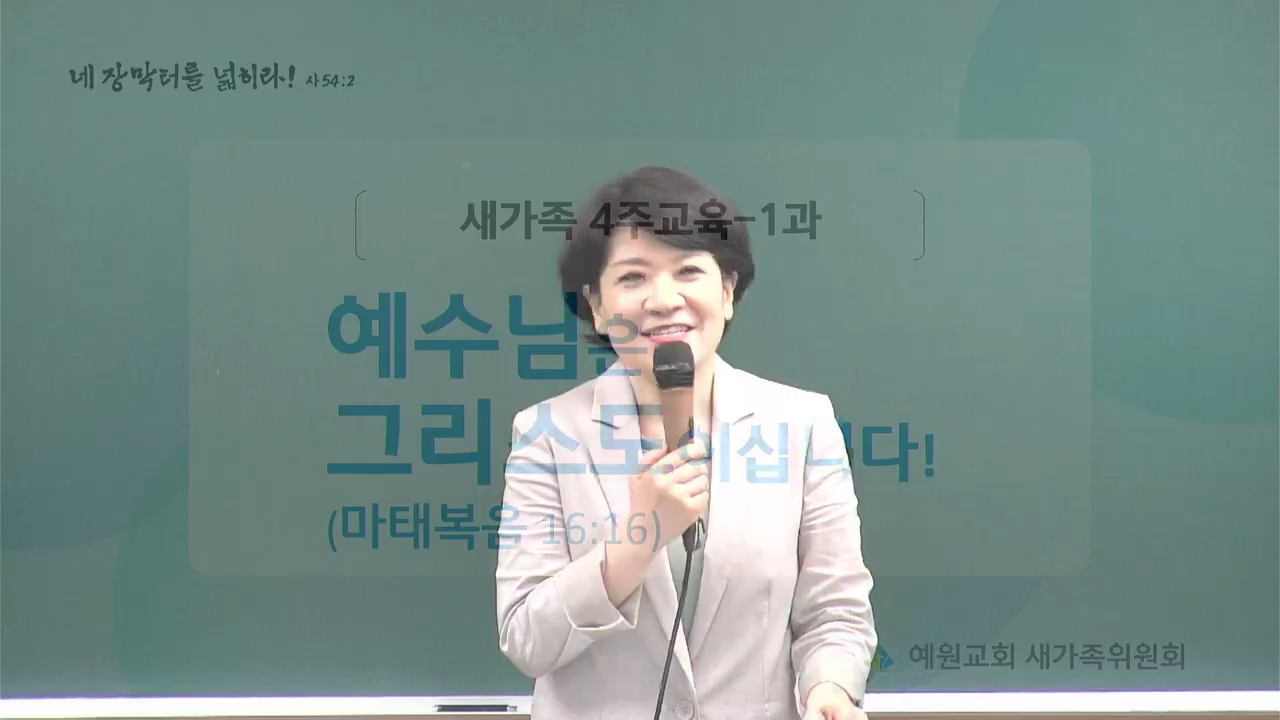 네 장막터를 넓히라! 사54:2
새가족 4주교육-1과
예수님은
그리스도이십니다!
(마태복음 16:16)
예원교회 새가족위원회